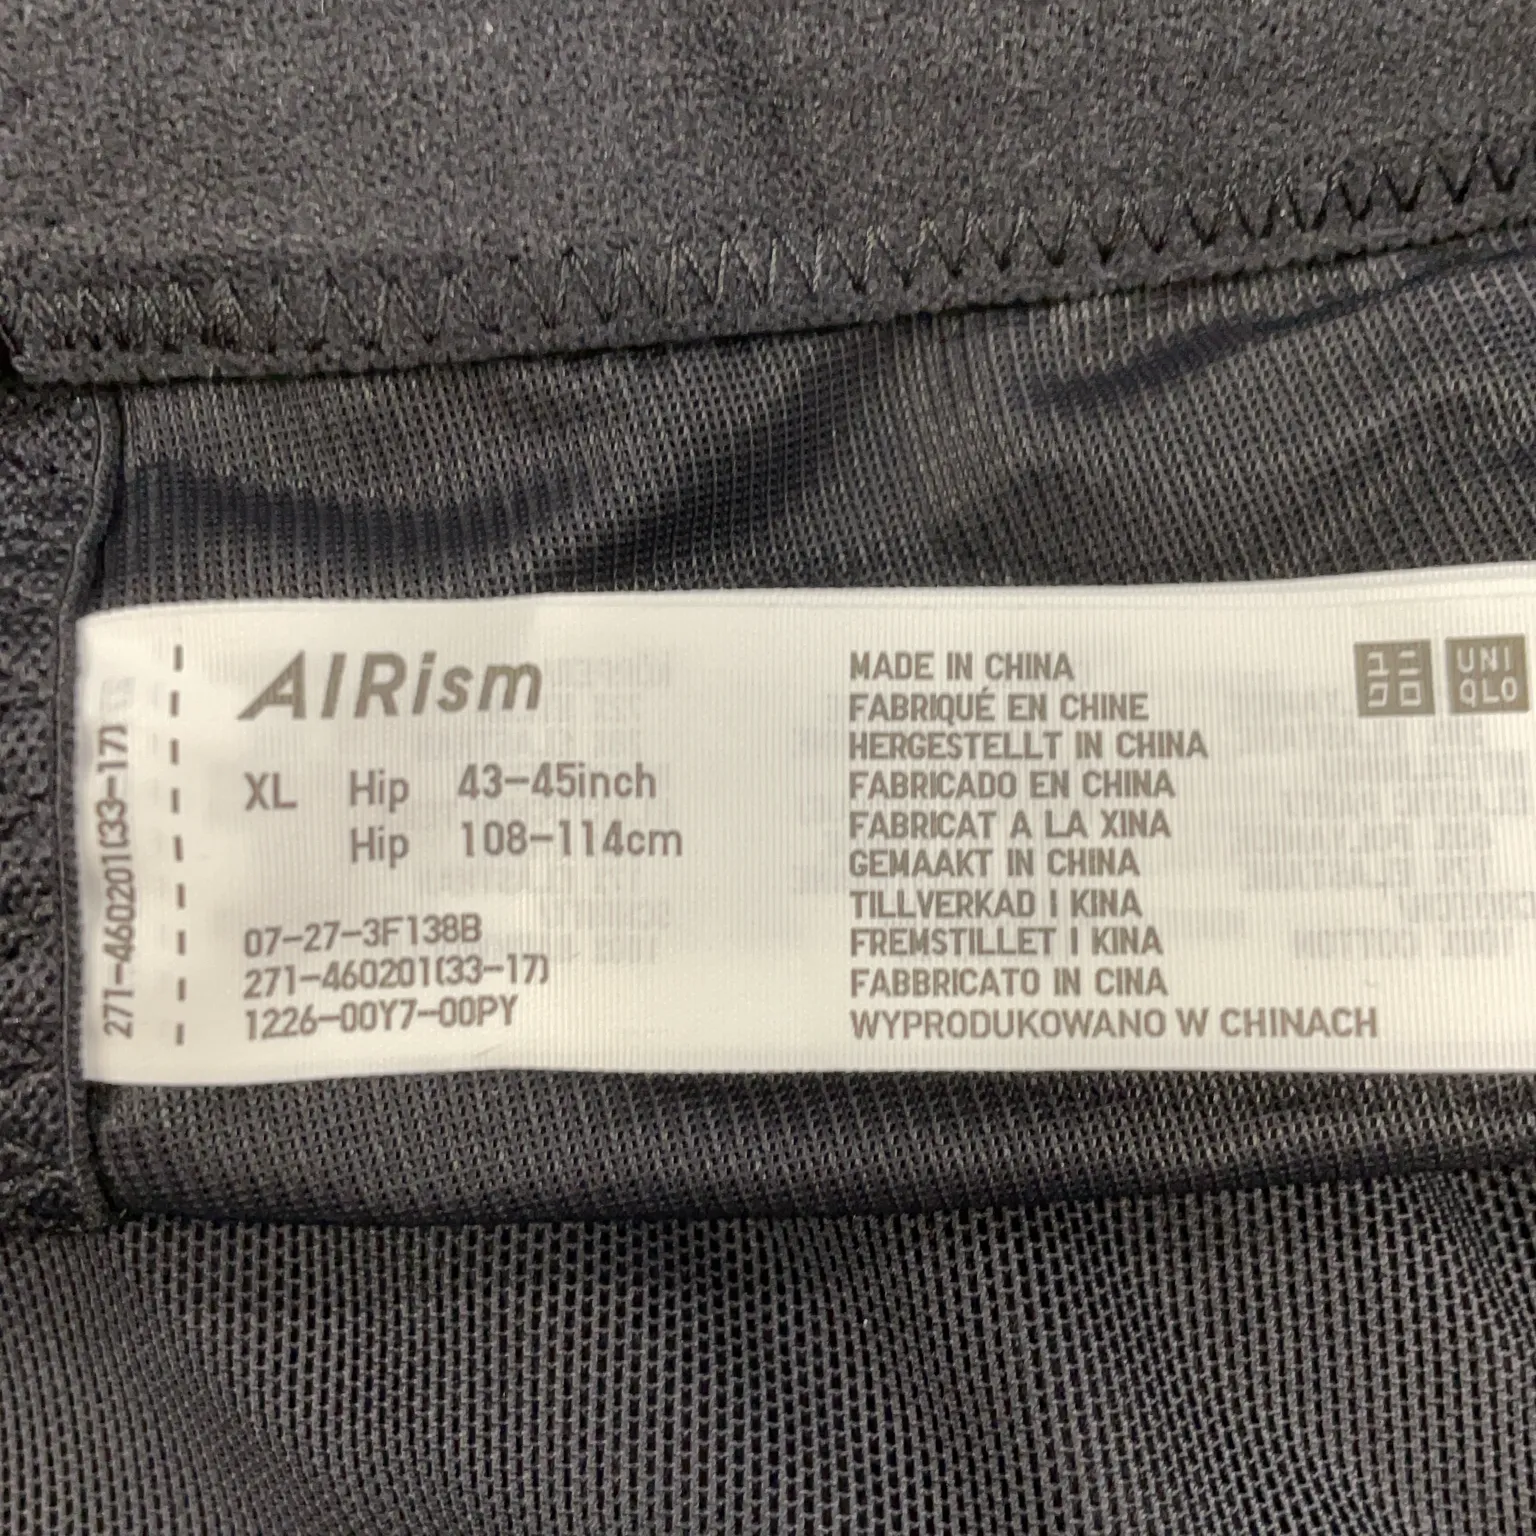 271-460201(33-17)
AIRism
XL Hip 43-45inch
Hip 108-114cm
07-27-3F138B
271-460201(33-17)
1226-00Y7-00PY
MADE IN CHINA
FABRIQUÉ EN CHINE
HERGESTELLT IN CHINA
FABRICADO EN CHINA
FABRICAT A LA XINA
GEMAAKT IN CHINA
TILLVERKAD I KINA
FREMSTILLET I KINA
FABBRICATO IN CINA
WYPRODUKOWANO W CHINACH
ユニ
クロ
UNI
QLO